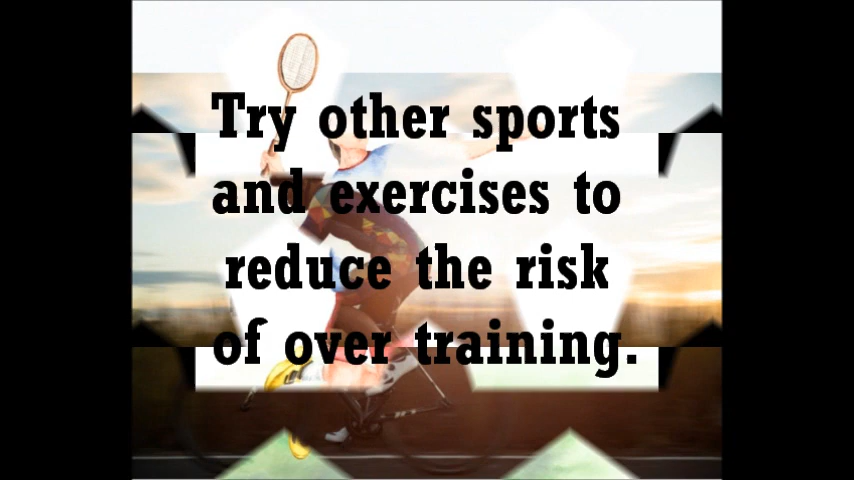 Try other sports
and exercises to
reduce the risk
of over training.